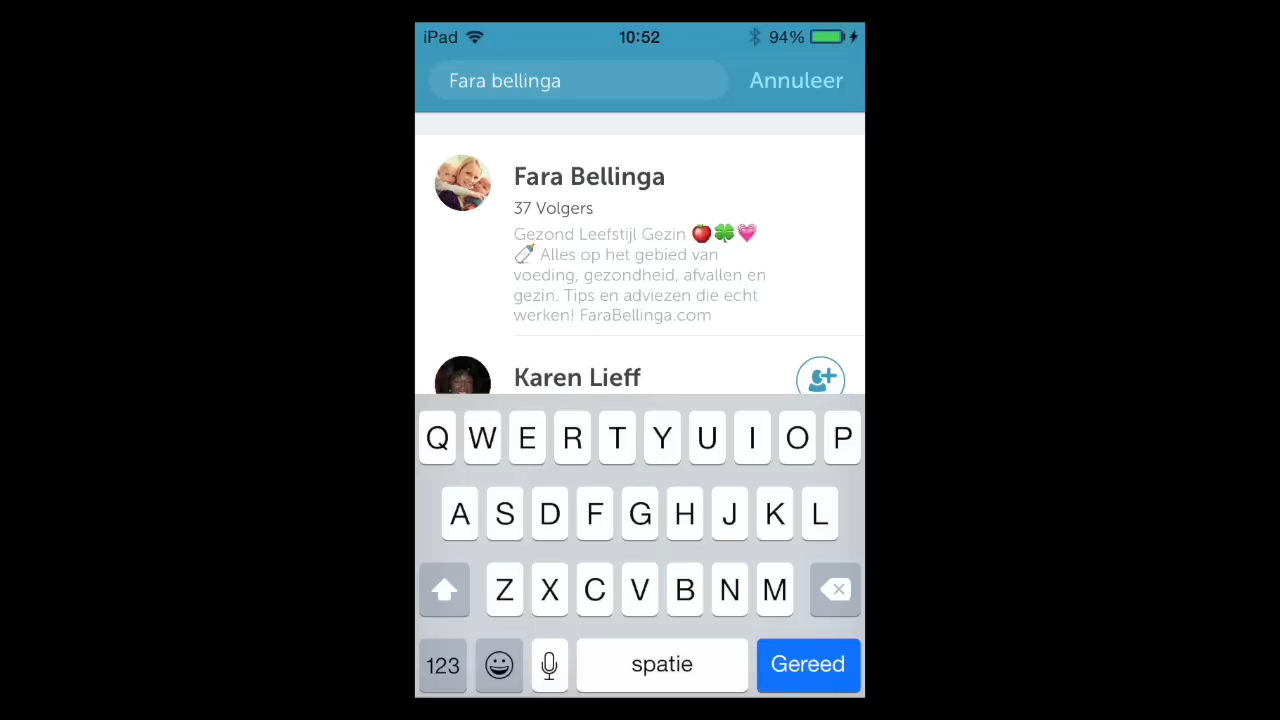 iPad 10:52 94%
Fara bellinga Annuleer
Fara Bellinga
37 Volgers
Gezond Leefstijl Gezin 🍎🍀💗
🍼 Alles op het gebied van
voeding, gezondheid, afvallen en
gezin. Tips en adviezen die echt
werken! FaraBellinga.com
Karen Lieff
Q W E R T Y U I O P
A S D F G H J K L
Z X C V B N M
123 spatie Gereed